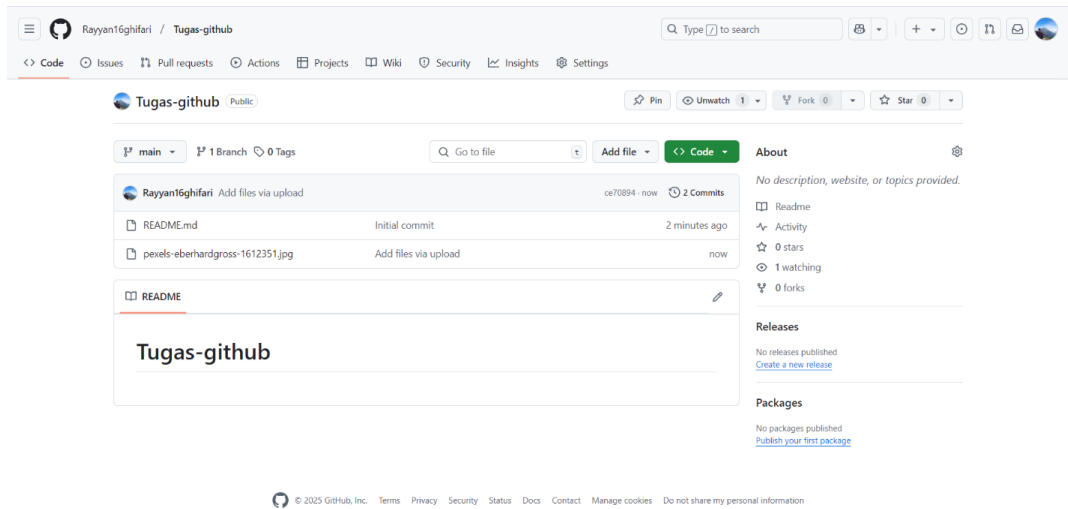 Rayyan16ghifari / Tugas-github
Type / to search
Code Issues Pull requests Actions Projects Wiki Security Insights Settings
Tugas-github Public
Pin Unwatch 1 Fork 0 Star 0
main 1 Branch 0 Tags
Go to file t Add file Code
Rayyan16ghifari Add files via upload ce70894 · now 2 Commits
README.md Initial commit 2 minutes ago
pexels-eberhardgross-1612351.jpg Add files via upload now
README
Tugas-github
About
No description, website, or topics provided.
Readme
Activity
0 stars
1 watching
0 forks
Releases
No releases published
Create a new release
Packages
No packages published
Publish your first package
© 2025 GitHub, Inc. Terms Privacy Security Status Docs Contact Manage cookies Do not share my personal information